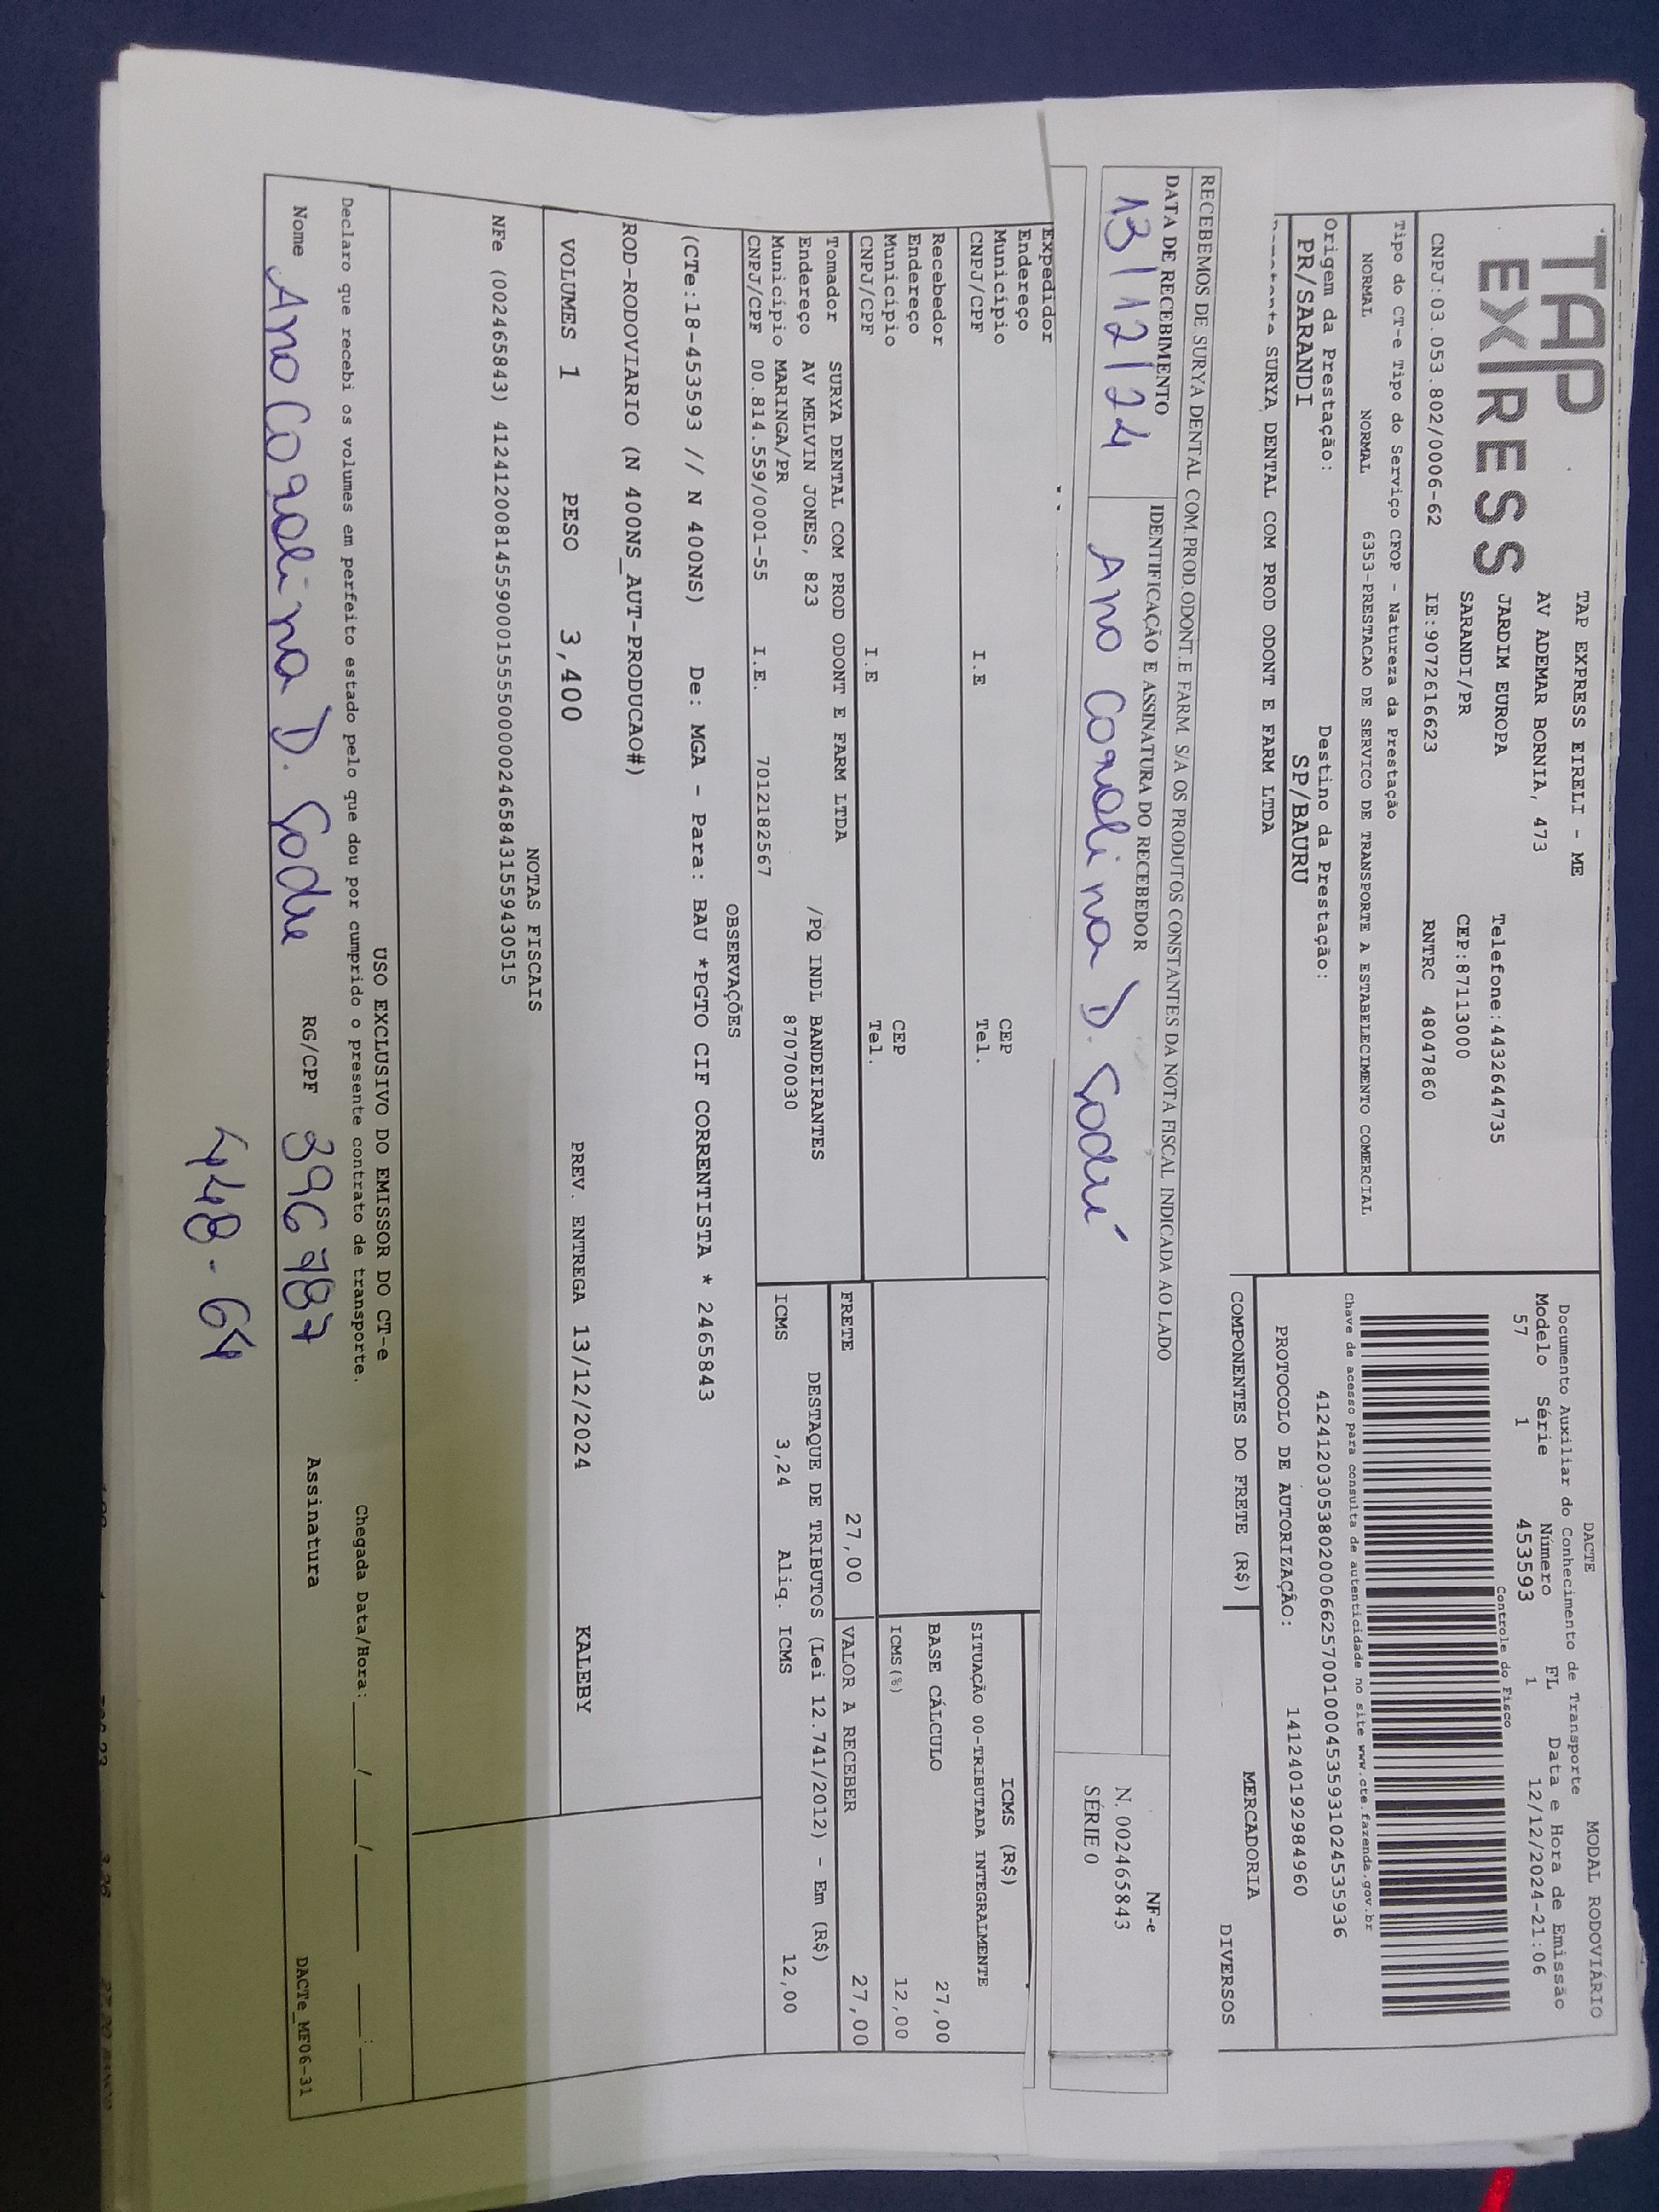 TAP
EXPRESS
TAP EXPRESS EIRELI - ME
AV ADEMAR BORNIA, 473
JARDIM EUROPA
Telefone:4432644735
SARANDI/PR
CEP:87113000
CNPJ:03.053.802/0006-62
IE:9072616623
RNTRC 48047860
Tipo do CT-e Tipo do Serviço CFOP - Natureza da Prestação
NORMAL NORMAL 6353-PRESTACAO DE SERVICO DE TRANSPORTE A ESTABELECIMENTO COMERCIAL
Origem da Prestação:
PR/SARANDI
Destino da Prestação:
SP/BAURU
SURYA DENTAL COM PROD ODONT E FARM LTDA
DACTE
MODAL RODOVIÁRIO
Documento Auxiliar do Conhecimento de Transporte
Modelo Série Número FL Data e Hora de Emissão
57 1 453593 1 12/12/2024-21:06
Controle do Fisco
Chave de acesso para consulta de autenticidade no site www.cte.fazenda.gov.br
41241203053802000662570010004535931024535936
PROTOCOLO DE AUTORIZAÇÃO:
141240192984960
COMPONENTES DO FRETE (R$)
MERCADORIA
DIVERSOS
RECEBEMOS DE SURYA DENTAL COM.PROD.ODONT.E FARM. S/A OS PRODUTOS CONSTANTES DA NOTA FISCAL INDICADA AO LADO
DATA DE RECEBIMENTO
13/12/24
IDENTIFICAÇÃO E ASSINATURA DO RECEBEDOR
Ana Carolina D. Sodré
NF-e
N. 002465843
SÉRIE 0
Expedidor
Endereço
Município CEP
CNPJ/CPF I.E Tel.
Recebedor
Endereço
Município CEP
CNPJ/CPF I.E Tel.
Tomador SURYA DENTAL COM PROD ODONT E FARM LTDA
Endereço AV MELVIN JONES, 823 /PQ INDL BANDEIRANTES
Município MARINGA/PR 87070030
CNPJ/CPF 00.814.559/0001-55 I.E. 7012182567
ICMS (R$)
SITUAÇÃO 00-TRIBUTADA INTEGRALMENTE
BASE CÁLCULO 27,00
ICMS(%) 12,00
FRETE 27,00
VALOR A RECEBER 27,00
DESTAQUE DE TRIBUTOS (Lei 12.741/2012) - Em (R$)
ICMS 3,24 Aliq. ICMS 12,00
OBSERVAÇÕES
(CTe:18-453593 // N 400NS) De: MGA - Para: BAU *PGTO CIF CORRENTISTA * 2465843
ROD-RODOVIARIO (N 400NS_AUT-PRODUCAO#)
VOLUMES 1 PESO 3,400 PREV. ENTREGA 13/12/2024 KALEBY
NOTAS FISCAIS
NFe (002465843) 41241200814559000155550000024658431559430515
USO EXCLUSIVO DO EMISSOR DO CT-e
Declaro que recebi os volumes em perfeito estado pelo que dou por cumprido o presente contrato de transporte.
Chegada Data/Hora:____/____/____ ___:___
Nome Ana Carolina D. Sodre RG/CPF 396787
448-64
Assinatura
DACTe_MF06-31